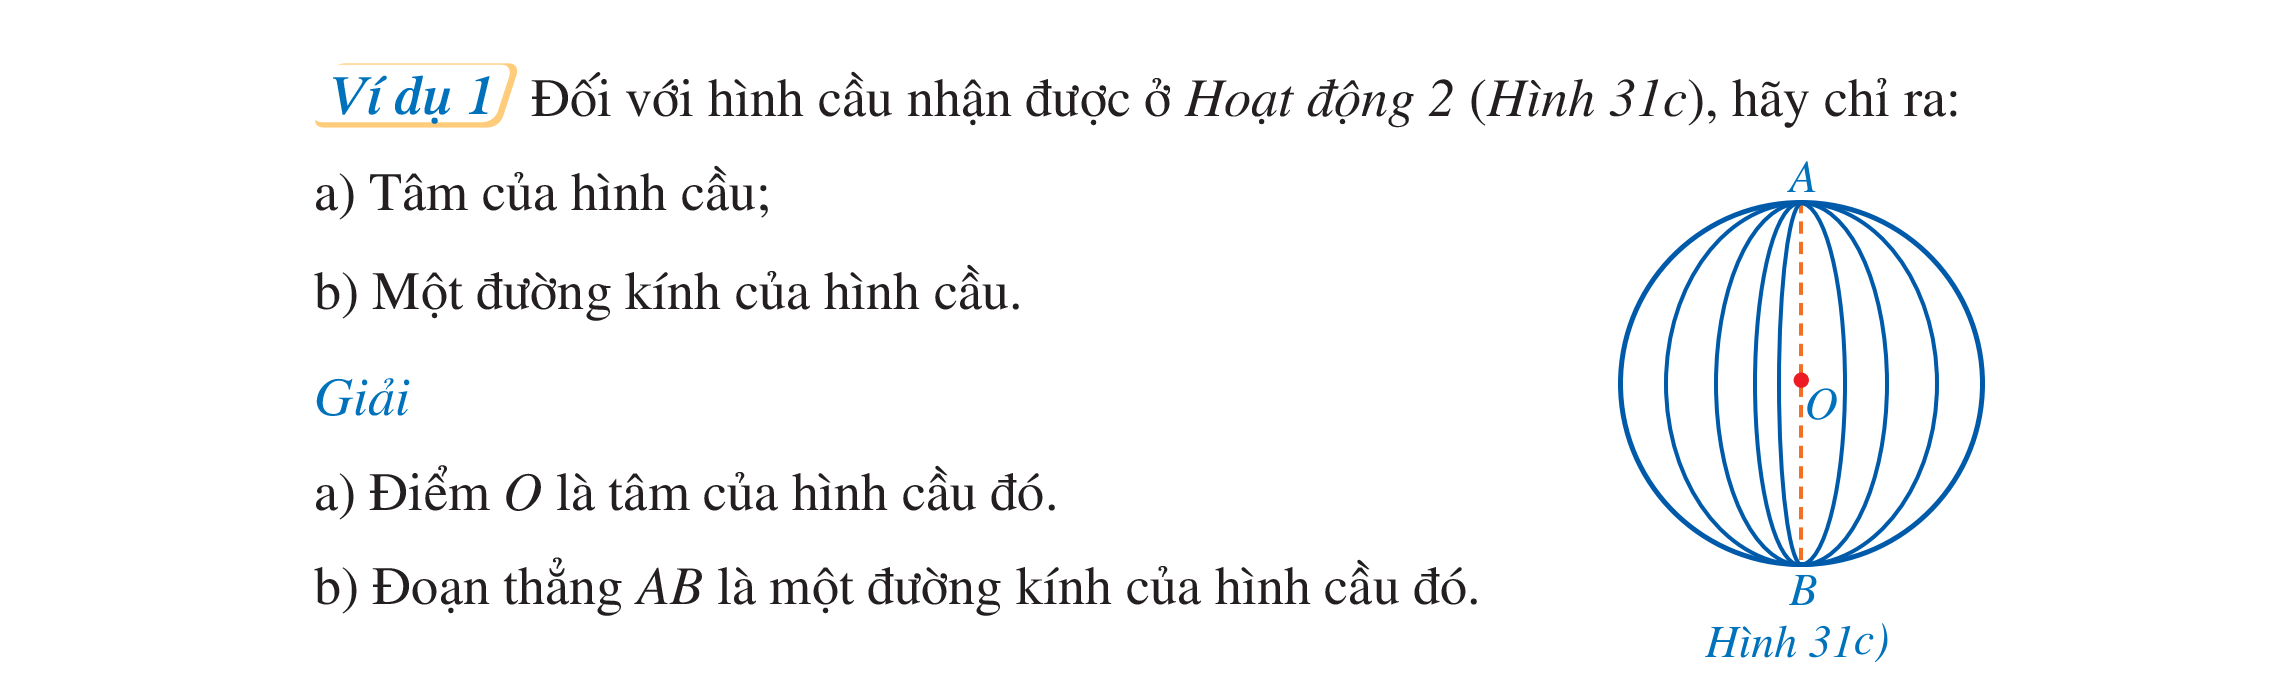 Ví dụ 1 Đối với hình cầu nhận được ở Hoạt động 2 (Hình 31c), hãy chỉ ra:
a) Tâm của hình cầu;
b) Một đường kính của hình cầu.
Giải
a) Điểm O là tâm của hình cầu đó.
b) Đoạn thẳng AB là một đường kính của hình cầu đó.
A
O
B
Hình 31c)